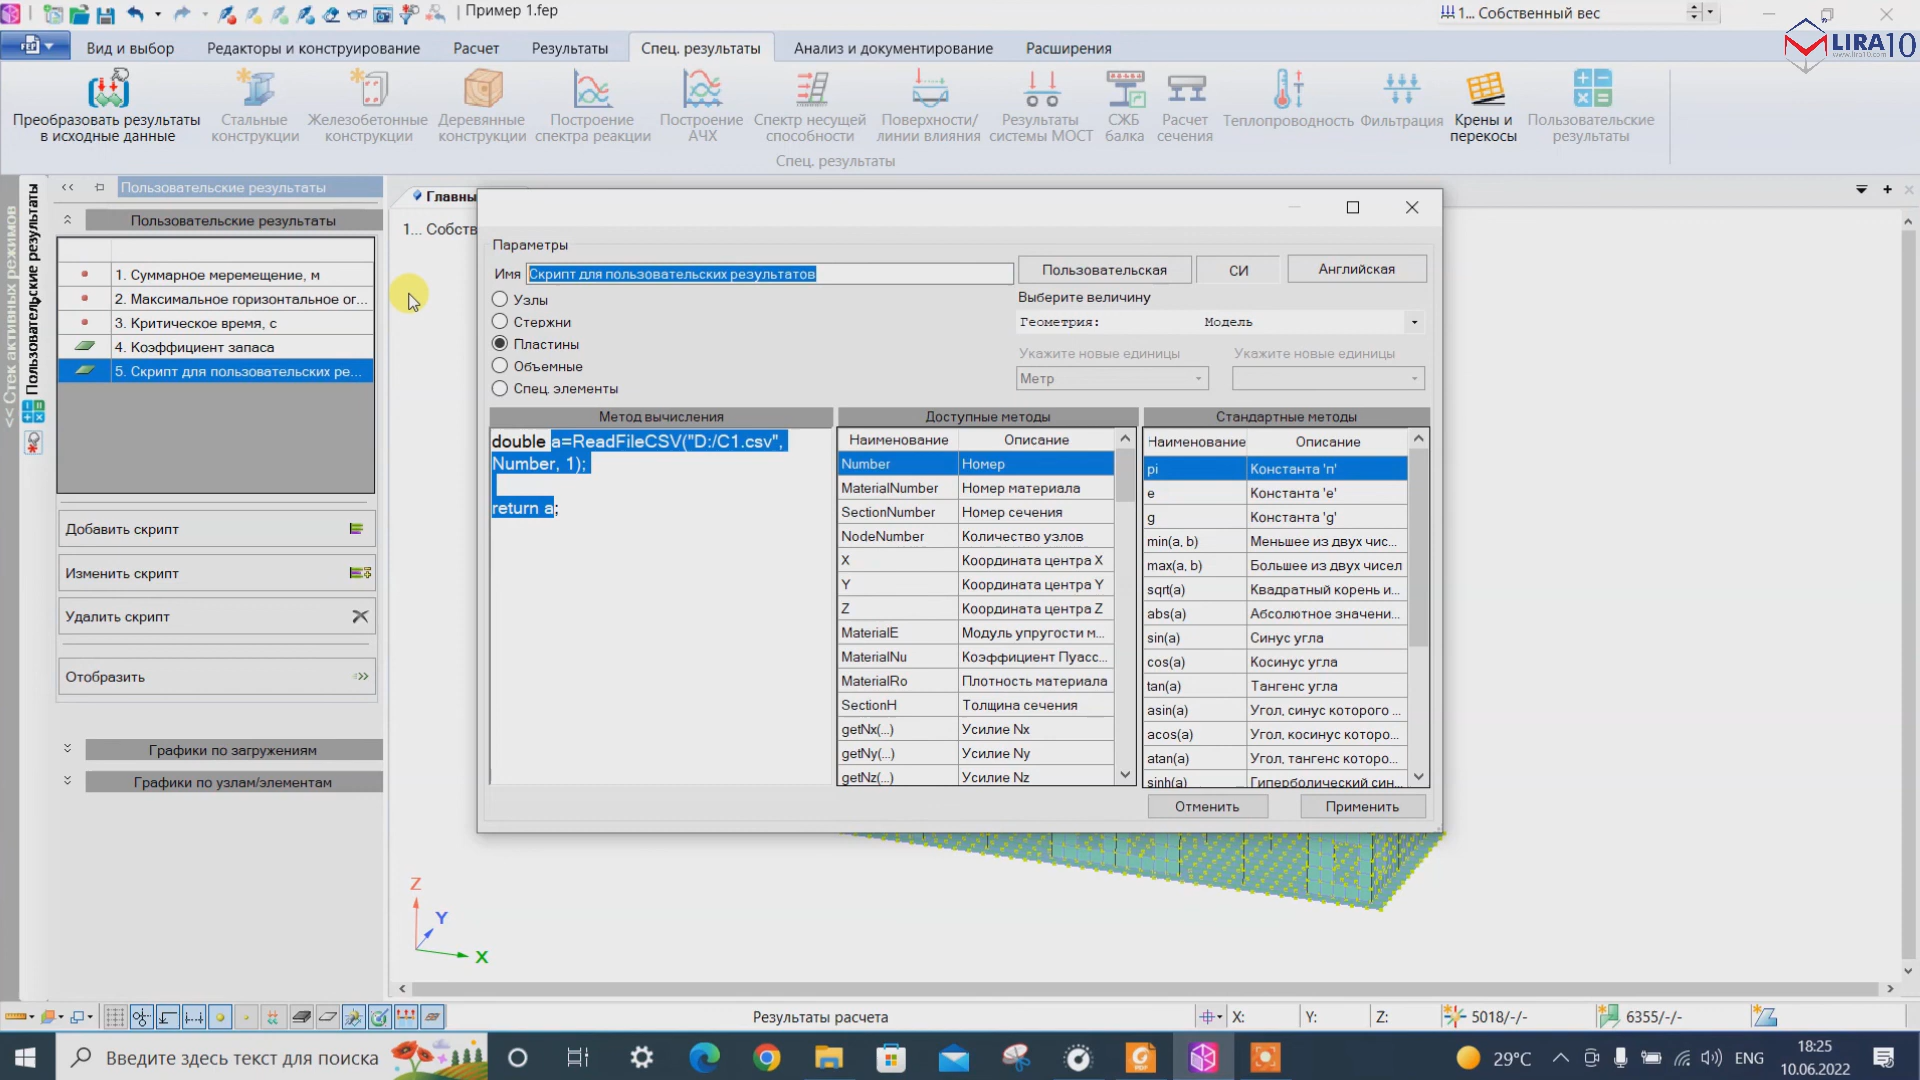 Пример 1.fep
1... Собственный вес
LIRA10
www.lira10.com
FEP
Вид и выбор
Редакторы и конструирование
Расчет
Результаты
Спец. результаты
Анализ и документирование
Расширения
Преобразовать результаты
в исходные данные
Стальные
конструкции
Железобетонные
конструкции
Деревянные
конструкции
Построение
спектра реакции
Построение
АЧХ
Спектр несущей
способности
Поверхности/
линии влияния
Результаты
системы МОСТ
СЖБ
балка
Расчет
сечения
Теплопроводность
Фильтрация
Крены и
перекосы
Пользовательские
результаты
Спец. результаты
<< Стек активных режимов
Пользовательские результаты
Пользовательские результаты
Пользовательские результаты
1. Суммарное меремещение, м
2. Максимальное горизонтальное ог...
3. Критическое время, с
4. Коэффициент запаса
5. Скрипт для пользовательских ре...
Добавить скрипт
Изменить скрипт
Удалить скрипт
Отобразить
Графики по загружениям
Графики по узлам/элементам
Главны
1... Собств
Параметры
Имя Скрипт для пользовательских результатов
Пользовательская
СИ
Английская
Узлы
Стержни
Пластины
Объемные
Спец. элементы
Выберите величину
Геометрия: Модель
Укажите новые единицы
Укажите новые единицы
Метр
Метод вычисления
double a=ReadFileCSV("D:/C1.csv",
Number, 1);
return a;
Доступные методы
Наименование Описание
Number Номер
MaterialNumber Номер материала
SectionNumber Номер сечения
NodeNumber Количество узлов
X Координата центра X
Y Координата центра Y
Z Координата центра Z
MaterialE Модуль упругости м...
MaterialNu Коэффициент Пуасс...
MaterialRo Плотность материала
SectionH Толщина сечения
getNx(...) Усилие Nx
getNy(...) Усилие Ny
getNz(...) Усилие Nz
Стандартные методы
Наименование Описание
pi Константа 'п'
e Константа 'e'
g Константа 'g'
min(a, b) Меньшее из двух чис...
max(a, b) Большее из двух чисел
sqrt(a) Квадратный корень и...
abs(a) Абсолютное значени...
sin(a) Синус угла
cos(a) Косинус угла
tan(a) Тангенс угла
asin(a) Угол, синус которого ...
acos(a) Угол, косинус которо...
atan(a) Угол, тангенс которо...
sinh(a) Гиперболический син...
Отменить
Применить
Z
Y
X
Результаты расчета
X:
Y:
Z:
5018/-/-
6355/-/-
Введите здесь текст для поиска
29°C
ENG
18:25
10.06.2022